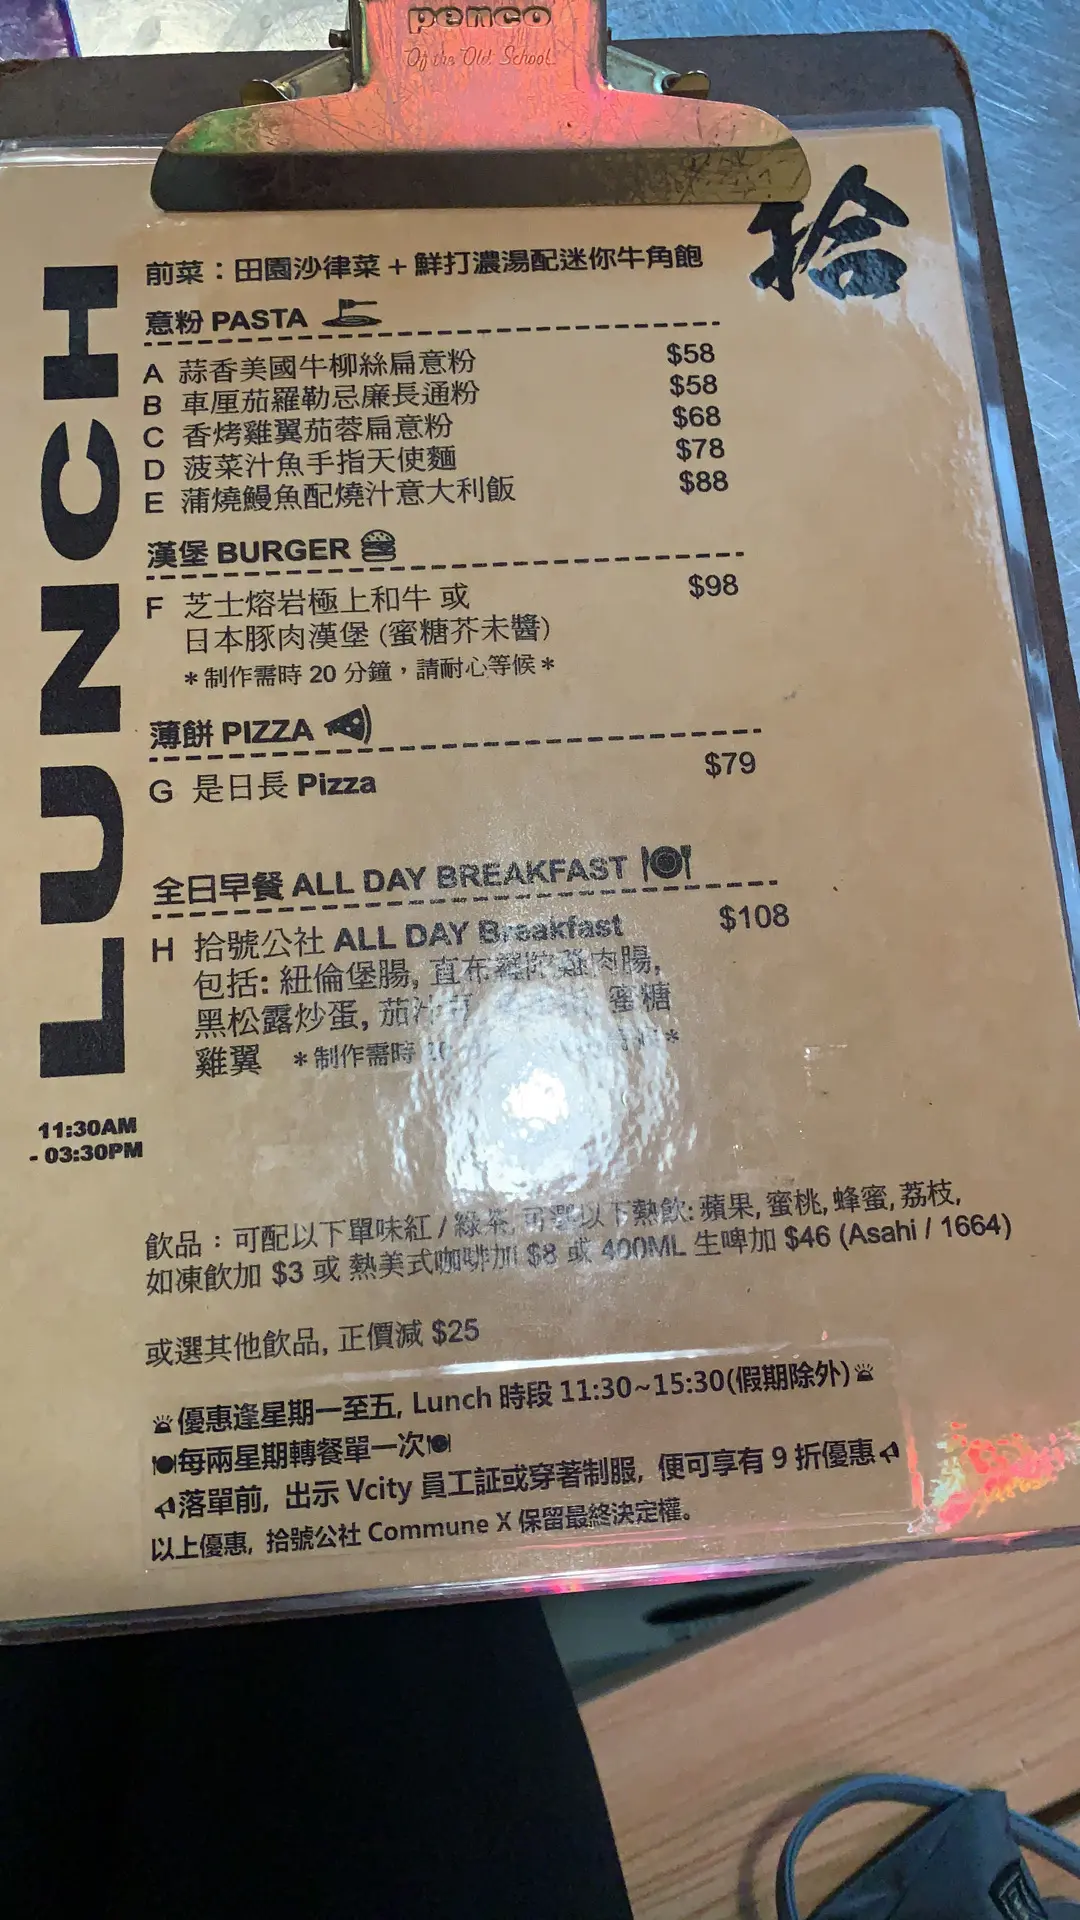 penco
Of the Old School
拾
LUNCH
11:30AM
- 03:30PM
前菜：田園沙律菜 + 鮮打濃湯配迷你牛角飽
意粉 PASTA
A 蒜香美國牛柳絲扁意粉 $58
B 車厘茄羅勒忌廉長通粉 $58
C 香烤雞翼茄蓉扁意粉 $68
D 菠菜汁魚手指天使麵 $78
E 蒲燒鰻魚配燒汁意大利飯 $88
漢堡 BURGER
F 芝士熔岩極上和牛 或 $98
日本豚肉漢堡 (蜜糖芥未醬)
*制作需時 20 分鐘，請耐心等候*
薄餅 PIZZA
G 是日長 Pizza $79
全日早餐 ALL DAY BREAKFAST
H 拾號公社 ALL DAY Breakfast $108
包括: 紐倫堡腸, 直布羅陀雞肉腸,
黑松露炒蛋, 茄汁 蜜糖
雞翼 *制作需時
飲品：可配以下單味紅 / 綠茶, 可選以下熱飲: 蘋果, 蜜桃, 蜂蜜, 荔枝,
如凍飲加 $3 或 熱美式咖啡加 $8 或 400ML 生啤加 $46 (Asahi / 1664)
或選其他飲品, 正價減 $25
優惠逢星期一至五, Lunch 時段 11:30~15:30(假期除外)
每兩星期轉餐單一次
落單前, 出示 Vcity 員工証或穿著制服, 便可享有 9 折優惠
以上優惠, 拾號公社 Commune X 保留最終決定權。